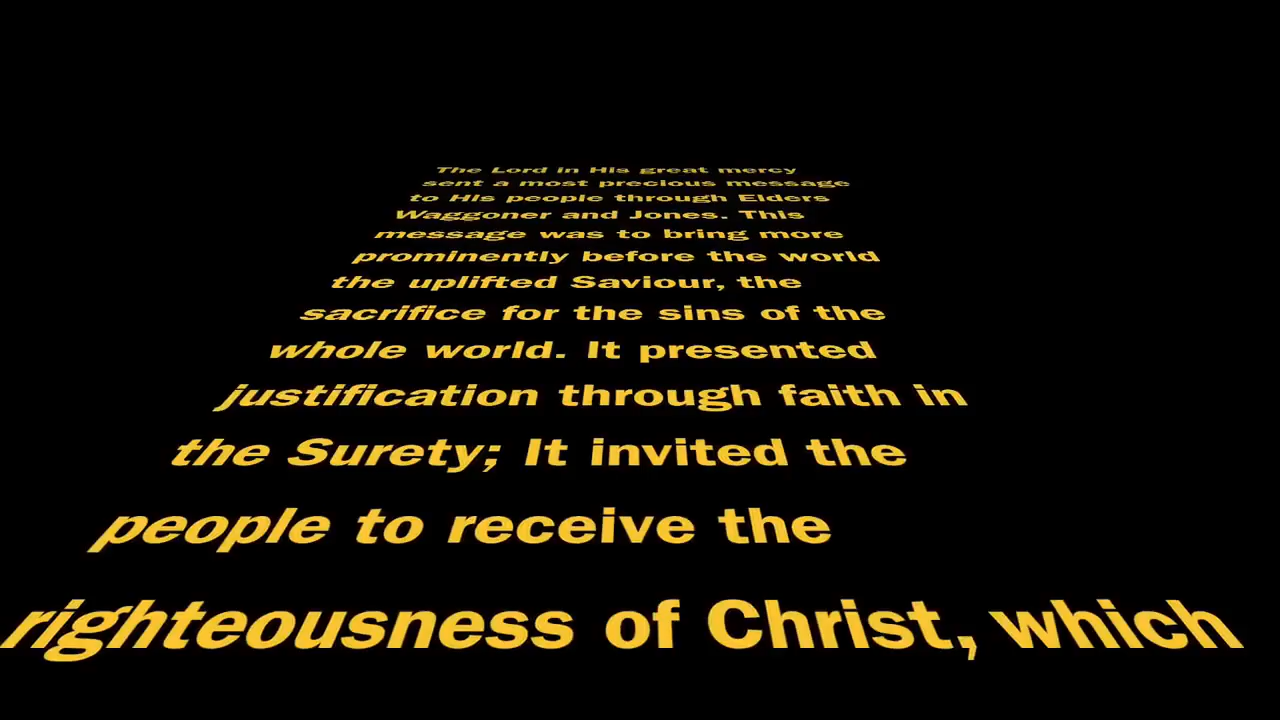 The Lord in His great mercy
sent a most precious message
to His people through Elders
Waggoner and Jones. This
message was to bring more
prominently before the world
the uplifted Saviour, the
sacrifice for the sins of the
whole world. It presented
justification through faith in
the Surety; It invited the
people to receive the
righteousness of Christ, which